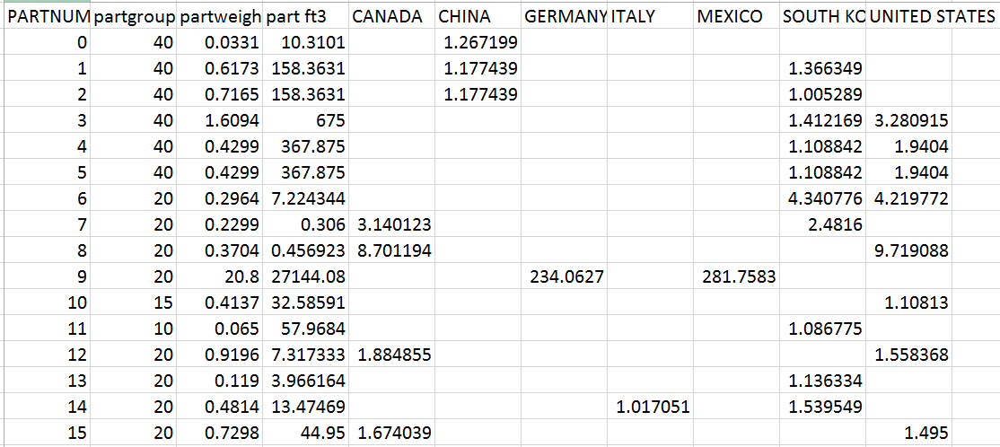 PARTNUM partgroup partweigh part ft3 CANADA CHINA GERMANY ITALY MEXICO SOUTH KO UNITED STATES
0 40 0.0331 10.3101 1.267199
1 40 0.6173 158.3631 1.177439 1.366349
2 40 0.7165 158.3631 1.177439 1.005289
3 40 1.6094 675 1.412169 3.280915
4 40 0.4299 367.875 1.108842 1.9404
5 40 0.4299 367.875 1.108842 1.9404
6 20 0.2964 7.224344 4.340776 4.219772
7 20 0.2299 0.306 3.140123 2.4816
8 20 0.3704 0.456923 8.701194 9.719088
9 20 20.8 27144.08 234.0627 281.7583
10 15 0.4137 32.58591 1.10813
11 10 0.065 57.9684 1.086775
12 20 0.9196 7.317333 1.884855 1.558368
13 20 0.119 3.966164 1.136334
14 20 0.4814 13.47469 1.017051 1.539549
15 20 0.7298 44.95 1.674039 1.495